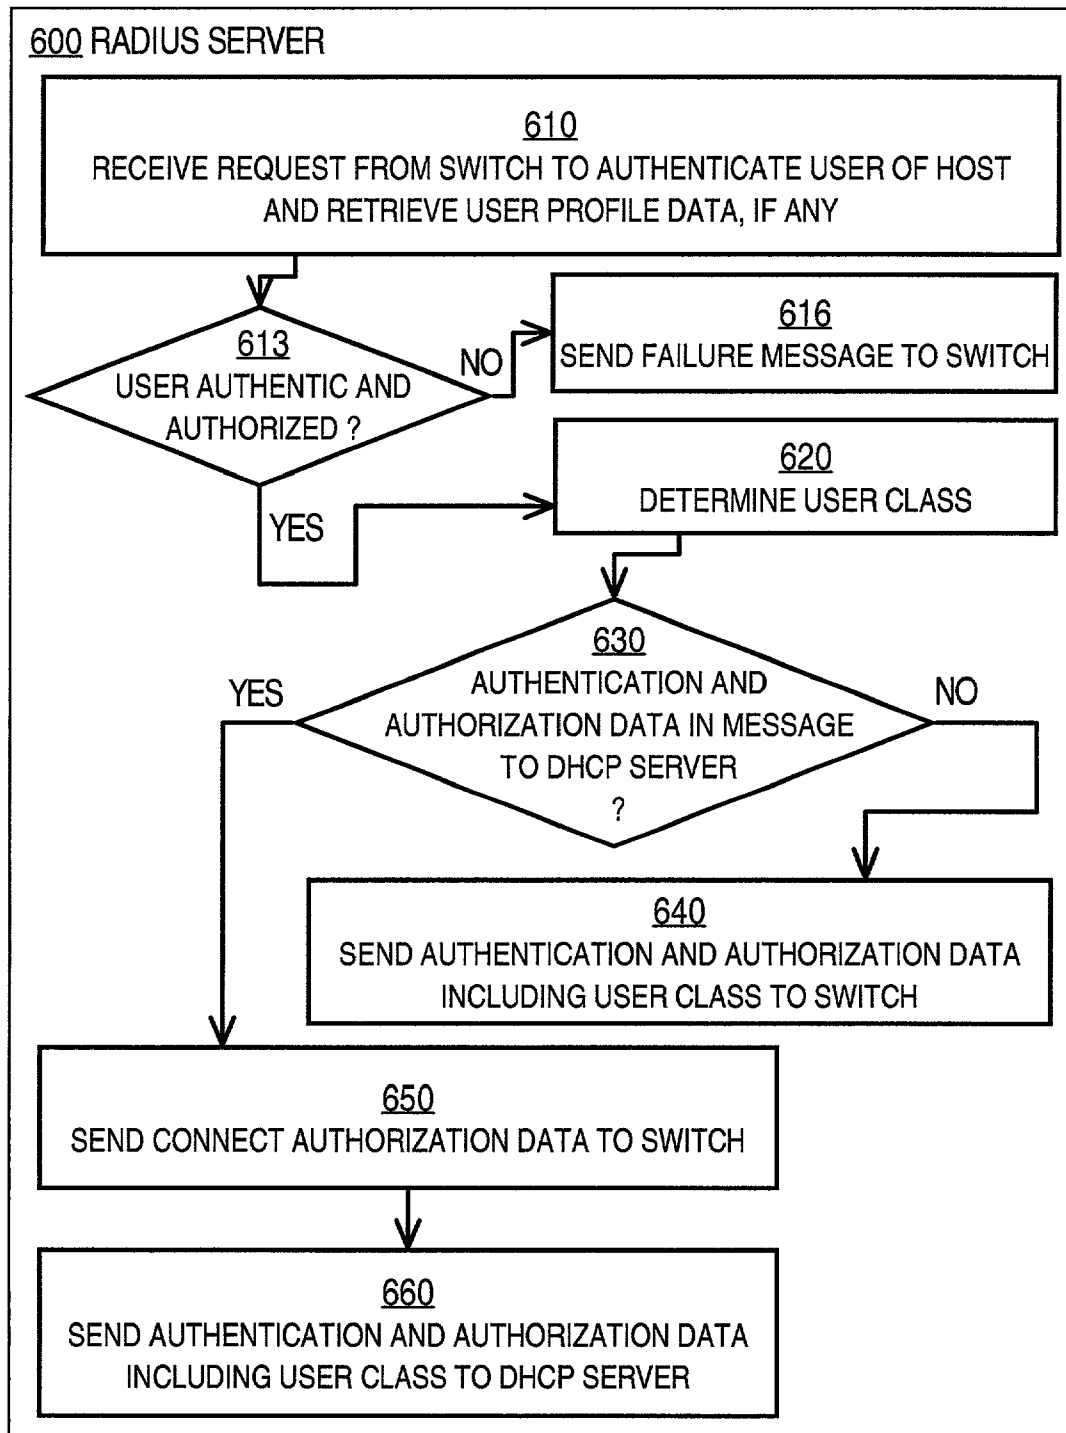 600 RADIUS SERVER
610
RECEIVE REQUEST FROM SWITCH TO AUTHENTICATE USER OF HOST
AND RETRIEVE USER PROFILE DATA, IF ANY
613
USER AUTHENTIC AND
AUTHORIZED ?
NO
616
SEND FAILURE MESSAGE TO SWITCH
YES
620
DETERMINE USER CLASS
630
AUTHENTICATION AND
AUTHORIZATION DATA IN MESSAGE
TO DHCP SERVER
?
YES
NO
640
SEND AUTHENTICATION AND AUTHORIZATION DATA
INCLUDING USER CLASS TO SWITCH
650
SEND CONNECT AUTHORIZATION DATA TO SWITCH
660
SEND AUTHENTICATION AND AUTHORIZATION DATA
INCLUDING USER CLASS TO DHCP SERVER